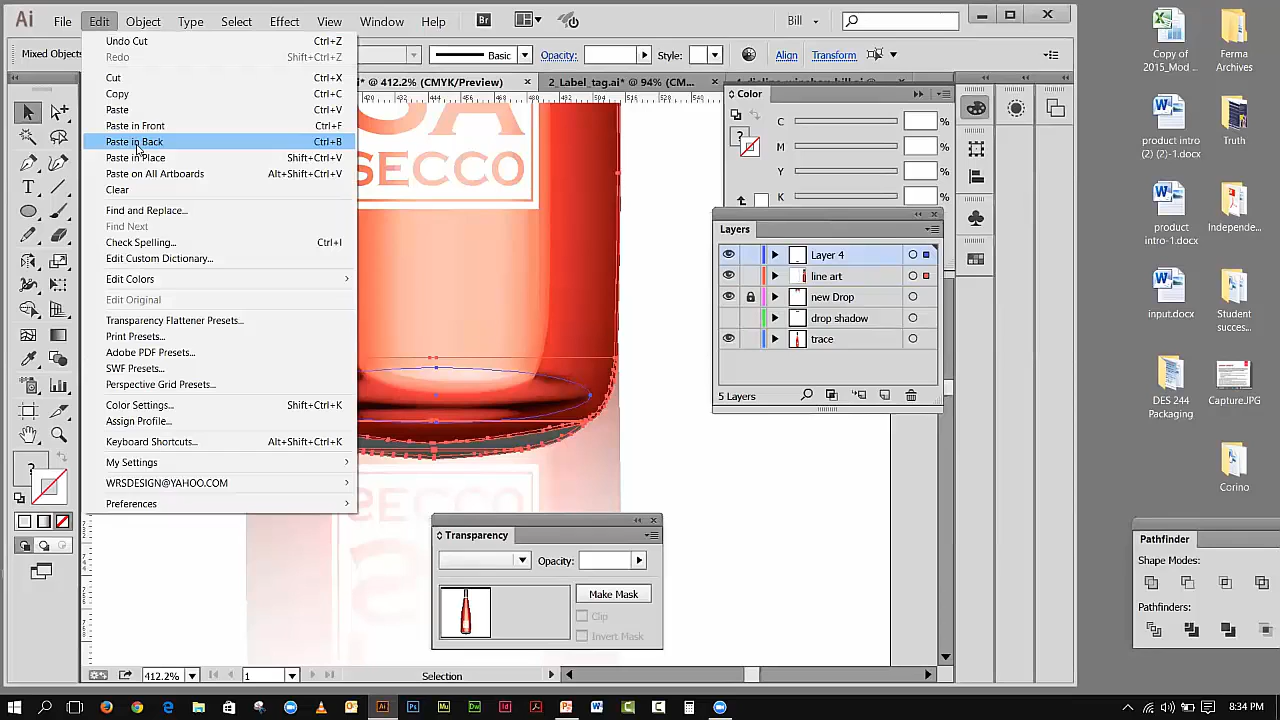 Ai File Edit Object Type Select Effect View Window Help Br Bill
Mixed Objects Basic Opacity: Style: Align Transform
* @ 412.2% (CMYK/Preview) × 2_Label_tag.ai* @ 94% (CM... ×
Undo Cut Ctrl+Z
Redo Shift+Ctrl+Z
Cut Ctrl+X
Copy Ctrl+C
Paste Ctrl+V
Paste in Front Ctrl+F
Paste in Back Ctrl+B
Paste in Place Shift+Ctrl+V
Paste on All Artboards Alt+Shift+Ctrl+V
Clear
Find and Replace...
Find Next
Check Spelling... Ctrl+I
Edit Custom Dictionary...
Edit Colors
Edit Original
Transparency Flattener Presets...
Print Presets...
Adobe PDF Presets...
SWF Presets...
Perspective Grid Presets...
Color Settings... Shift+Ctrl+K
Assign Profile...
Keyboard Shortcuts... Alt+Shift+Ctrl+K
My Settings
WRSDESIGN@YAHOO.COM
Preferences
SECCO
Color
C %
M %
Y %
K %
Layers
Layer 4
line art
new Drop
drop shadow
trace
5 Layers
Transparency
Opacity:
Make Mask
Clip
Invert Mask
412.2% 1 Selection
Copy of
2015_Mod ...
Ferma
Archives
product intro
(2) (2)-1.docx
Truth
product
intro-1.docx
Independe...
input.docx
Student
succes...
DES 244
Packaging
CaptureJPG
Corino
Pathfinder
Shape Modes:
Pathfinders:
8:34 PM